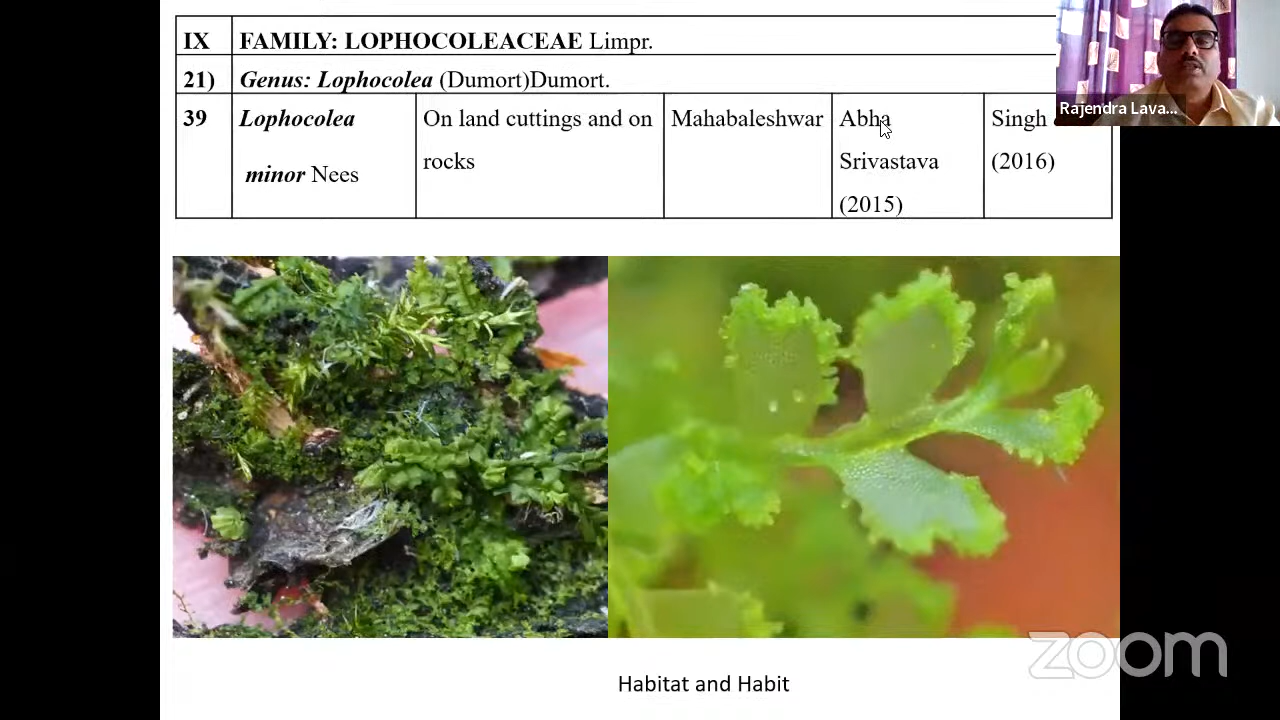 IX FAMILY: LOPHOCOLEACEAE Limpr.
21) Genus: Lophocolea (Dumort)Dumort.
39 Lophocolea minor Nees On land cuttings and on rocks Mahabaleshwar Abha Srivastava (2015) Singh (2016)
Rajendra Lava...
zoom
Habitat and Habit